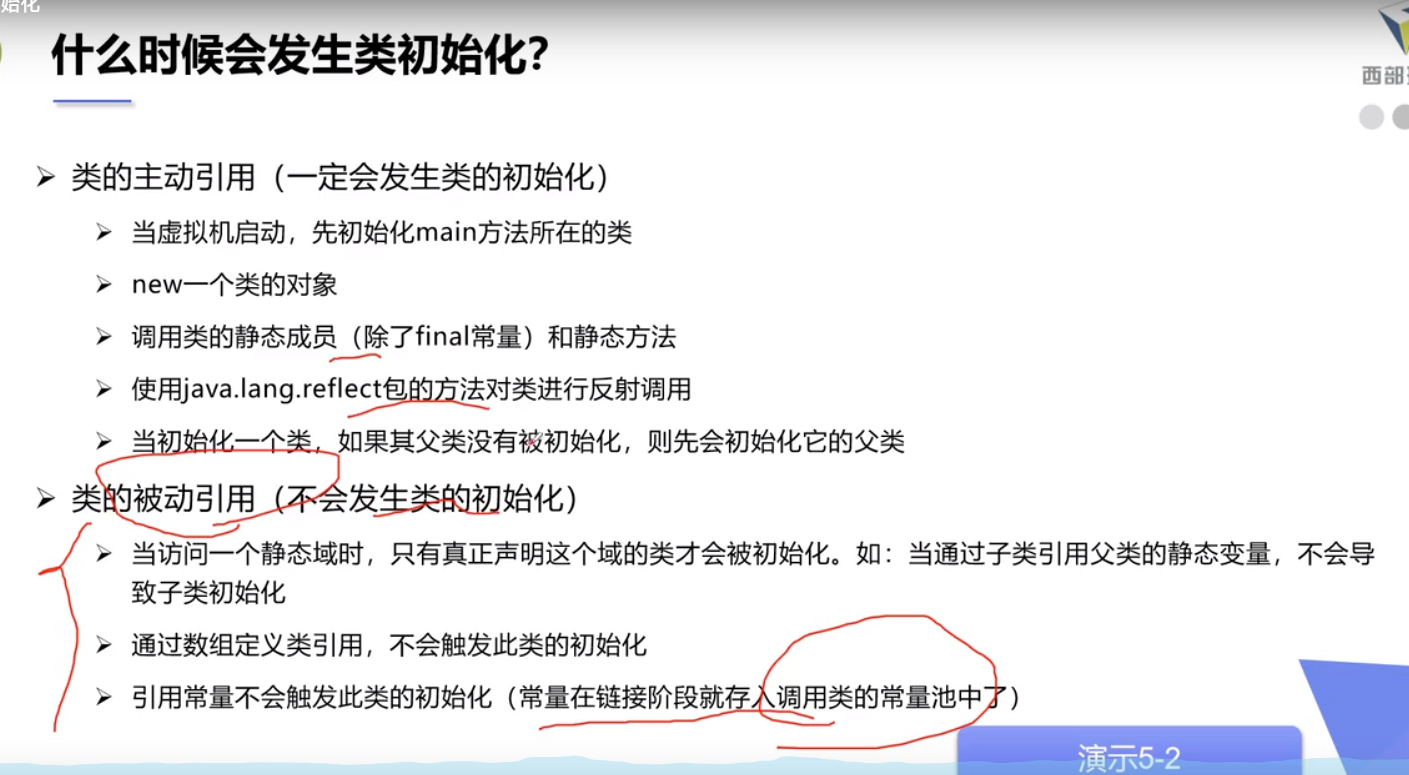 始化
什么时候会发生类初始化？
西部
➢ 类的主动引用（一定会发生类的初始化）
➢ 当虚拟机启动，先初始化main方法所在的类
➢ new一个类的对象
➢ 调用类的静态成员（除了final常量）和静态方法
➢ 使用java.lang.reflect包的方法对类进行反射调用
➢ 当初始化一个类，如果其父类没有被初始化，则先会初始化它的父类
➢ 类的被动引用（不会发生类的初始化）
➢ 当访问一个静态域时，只有真正声明这个域的类才会被初始化。如：当通过子类引用父类的静态变量，不会导
致子类初始化
➢ 通过数组定义类引用，不会触发此类的初始化
➢ 引用常量不会触发此类的初始化（常量在链接阶段就存入调用类的常量池中了）
演示5-2